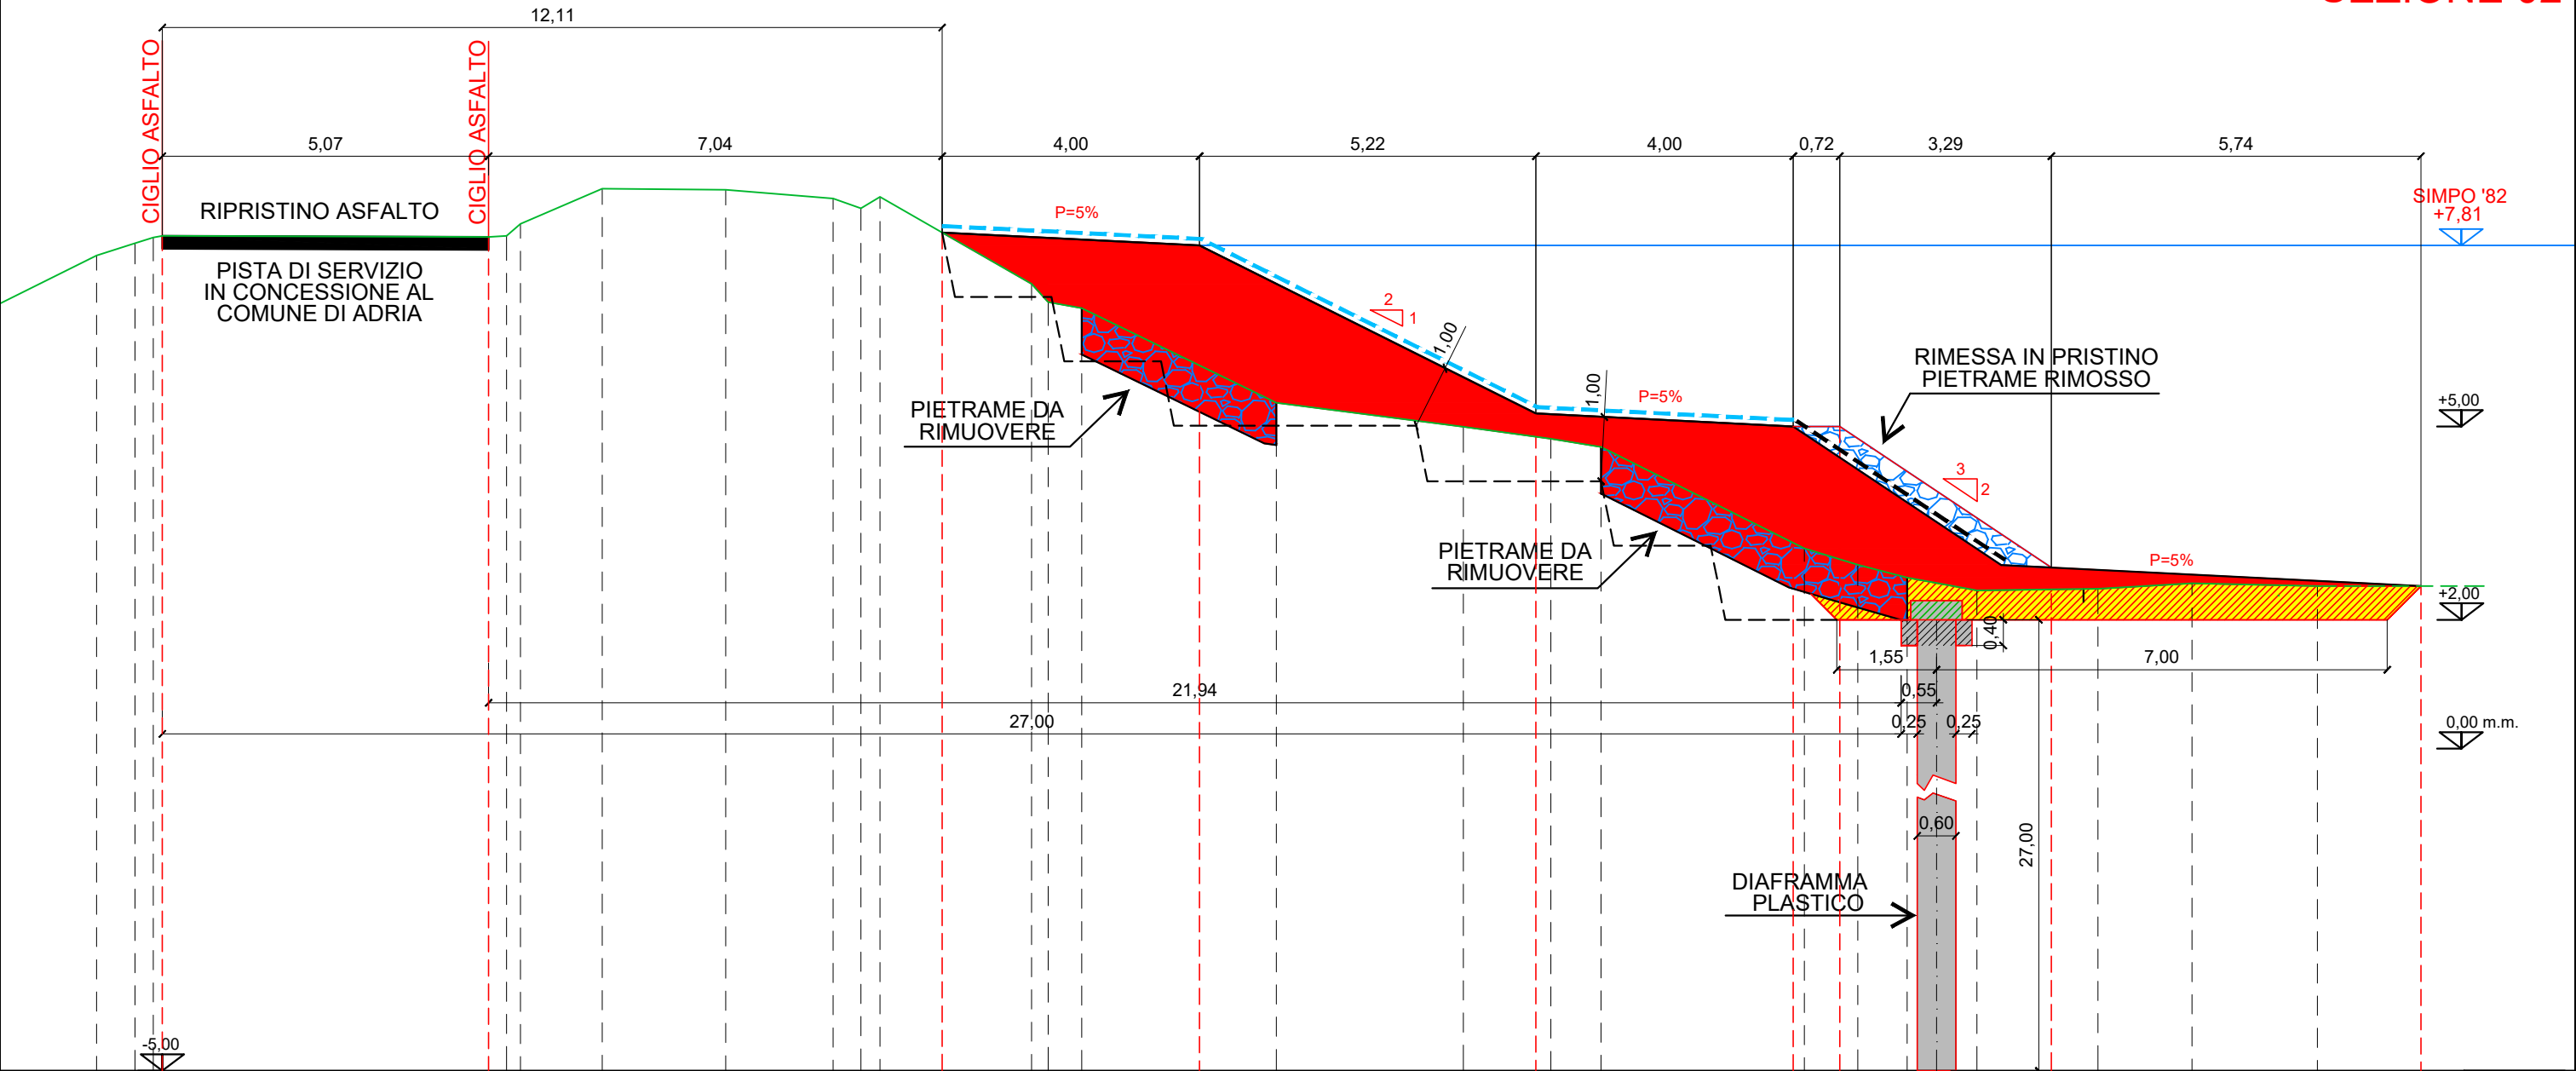 12,11
CIGLIO ASFALTO
CIGLIO ASFALTO
5,07
7,04
4,00
5,22
4,00
0,72
3,29
5,74
RIPRISTINO ASFALTO
PISTA DI SERVIZIO
IN CONCESSIONE AL
COMUNE DI ADRIA
P=5%
SIMPO '82
+7,81
2
1
1,00
1,00
P=5%
RIMESSA IN PRISTINO
PIETRAME RIMOSSO
PIETRAME DA
RIMUOVERE
+5,00
3
2
PIETRAME DA
RIMUOVERE
P=5%
+2,00
0,40
1,55
7,00
21,94
0,55
27,00
0,25
0,25
0,00 m.m.
0,60
27,00
DIAFRAMMA
PLASTICO
-5,00